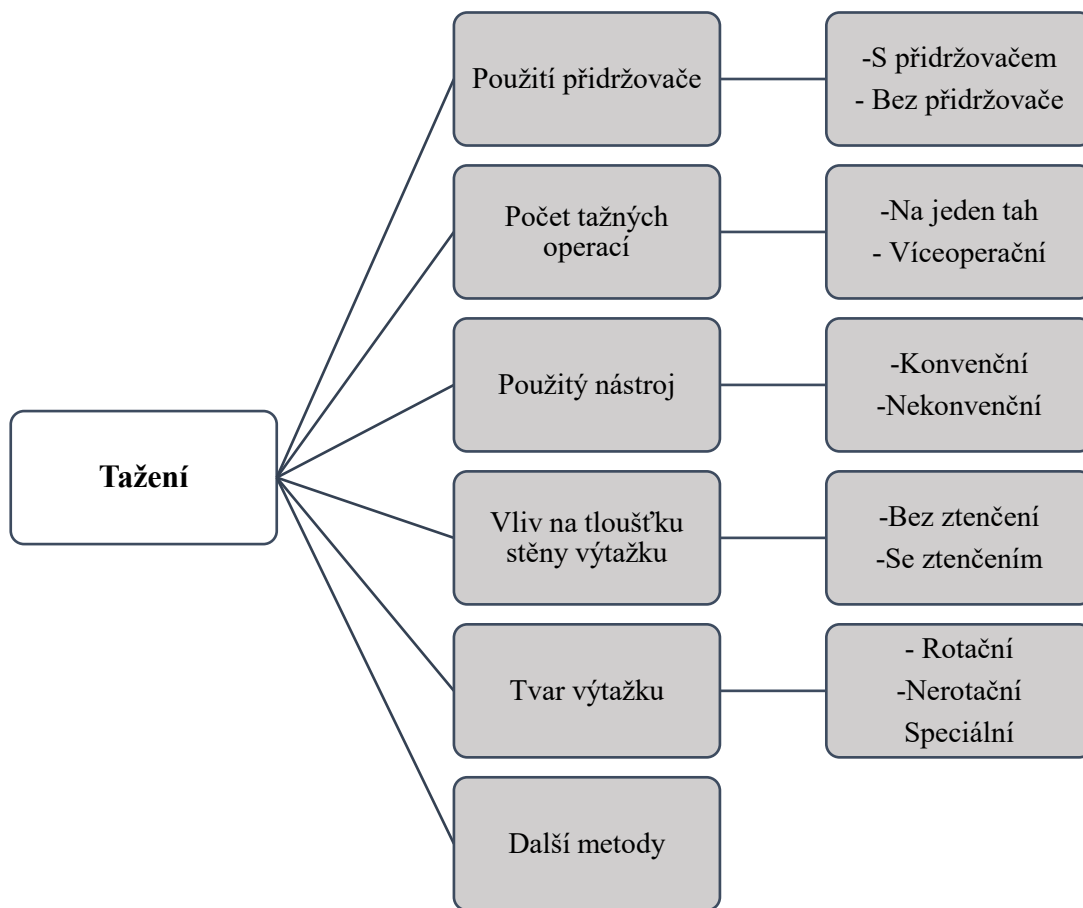 Použití přidržovače
-S přidržovačem
- Bez přidržovače
Počet tažných
operací
-Na jeden tah
- Víceoperační
Použitý nástroj
-Konvenční
-Nekonvenční
Tažení
Vliv na tloušťku
stěny výtažku
-Bez ztenčení
-Se ztenčením
Tvar výtažku
- Rotační
-Nerotační
Speciální
Další metody